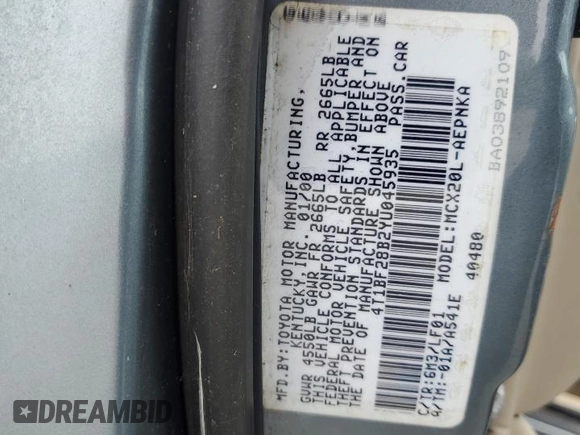 MFD.BY:TOYOTA MOTOR MANUFACTURING,
KENTUCKY,INC. 01/00
GVWR 4550LB GAWR FR 2665LB RR 2665LB
THIS VEHICLE CONFORMS TO ALL APPLICABLE
FEDERAL MOTOR VEHICLE SAFETY,BUMPER,AND
THEFT PREVENTION STANDARDS IN EFFECT ON
THE DATE OF MANUFACTURE SHOWN ABOVE
4T1BF28B2YU045935 PASS.CAR
C/TR:6M3/LF01 MODEL:MCX20L-AEPNKA
A/TM:-01A/A541E 40480
BA03892109
DREAMBID